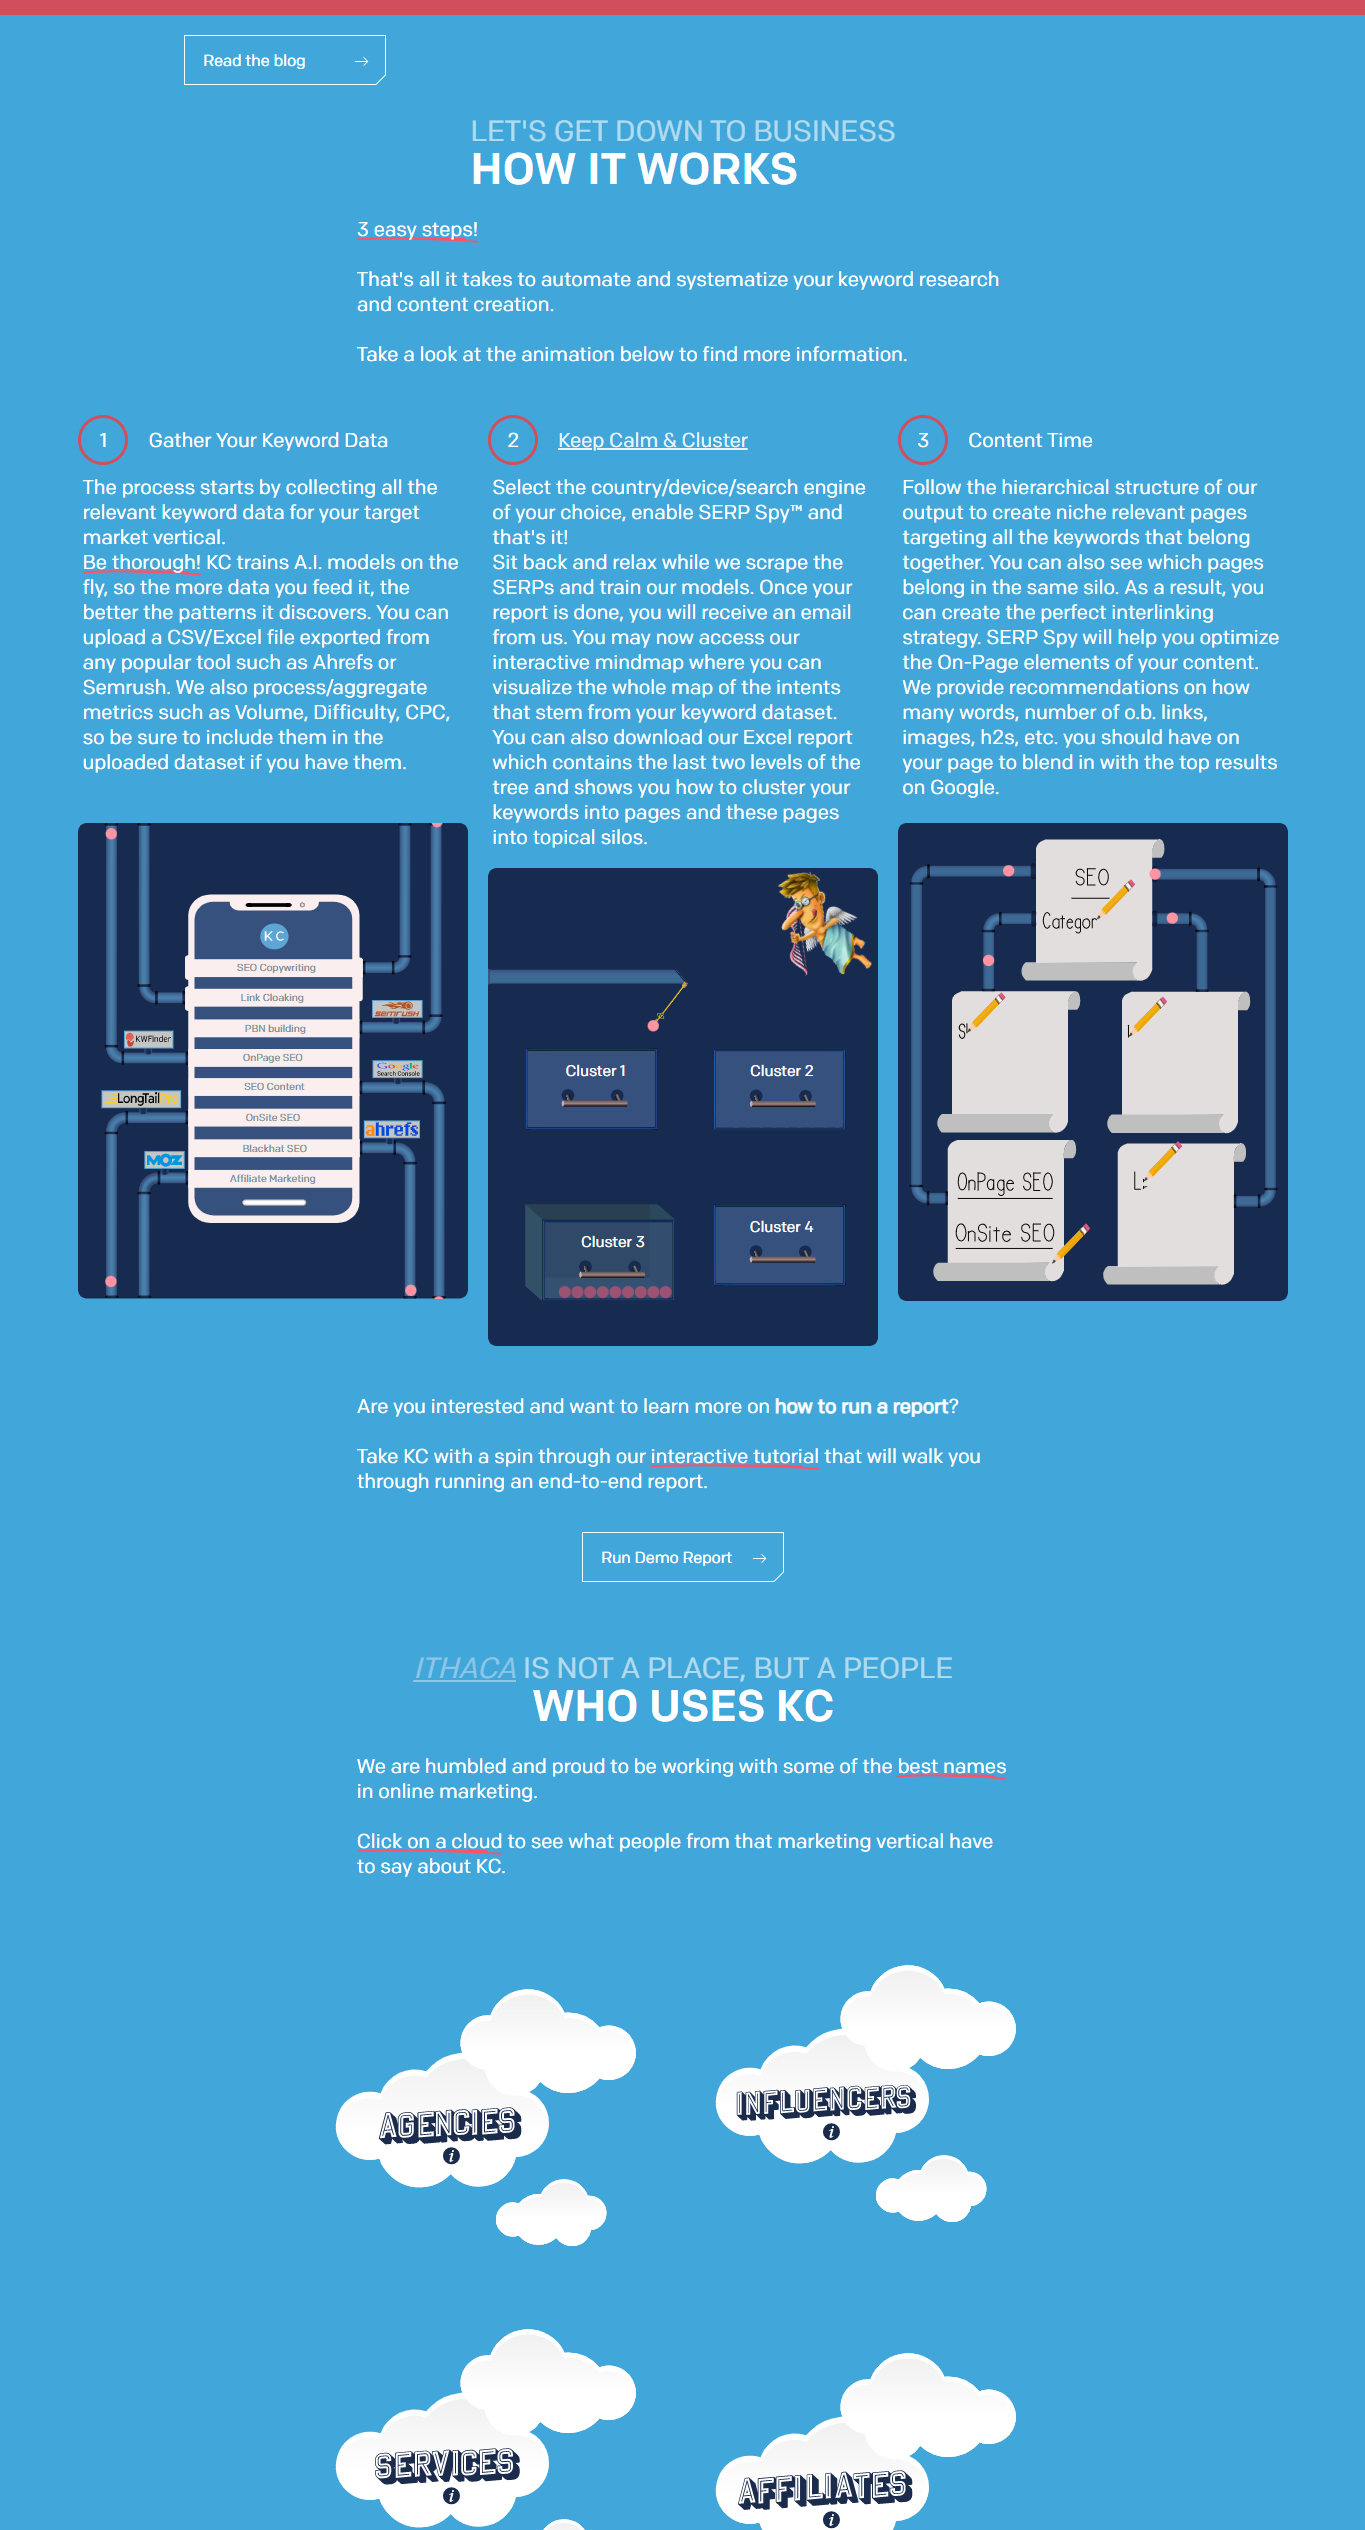 Read the blog
LET'S GET DOWN TO BUSINESS
HOW IT WORKS
3 easy steps!
That's all it takes to automate and systematize your keyword research
and content creation.
Take a look at the animation below to find more information.
1 Gather Your Keyword Data
The process starts by collecting all the
relevant keyword data for your target
market vertical.
Be thorough! KC trains A.I. models on the
fly, so the more data you feed it, the
better the patterns it discovers. You can
upload a CSV/Excel file exported from
any popular tool such as Ahrefs or
Semrush. We also process/aggregate
metrics such as Volume, Difficulty, CPC,
so be sure to include them in the
uploaded dataset if you have them.
KC
SEO Copywriting
Link Cloaking
PBN building
OnPage SEO
SEO Content
OnSite SEO
Blackhat SEO
Affiliate Marketing
KWFinder
LongTailPro
MOZ
semrush
Google
Search Console
ahrefs
2 Keep Calm & Cluster
Select the country/device/search engine
of your choice, enable SERP Spy™ and
that's it!
Sit back and relax while we scrape the
SERPs and train our models. Once your
report is done, you will receive an email
from us. You may now access our
interactive mindmap where you can
visualize the whole map of the intents
that stem from your keyword dataset.
You can also download our Excel report
which contains the last two levels of the
tree and shows you how to cluster your
keywords into pages and these pages
into topical silos.
Cluster 1
Cluster 2
Cluster 3
Cluster 4
3 Content Time
Follow the hierarchical structure of our
output to create niche relevant pages
targeting all the keywords that belong
together. You can also see which pages
belong in the same silo. As a result, you
can create the perfect interlinking
strategy. SERP Spy will help you optimize
the On-Page elements of your content.
We provide recommendations on how
many words, number of o.b. links,
images, h2s, etc. you should have on
your page to blend in with the top results
on Google.
SEO
Categor
OnPage SEO
OnSite SEO
Are you interested and want to learn more on how to run a report?
Take KC with a spin through our interactive tutorial that will walk you
through running an end-to-end report.
Run Demo Report
ITHACA IS NOT A PLACE, BUT A PEOPLE
WHO USES KC
We are humbled and proud to be working with some of the best names
in online marketing.
Click on a cloud to see what people from that marketing vertical have
to say about KC.
AGENCIES
i
INFLUENCERS
i
SERVICES
i
AFFILIATES
i